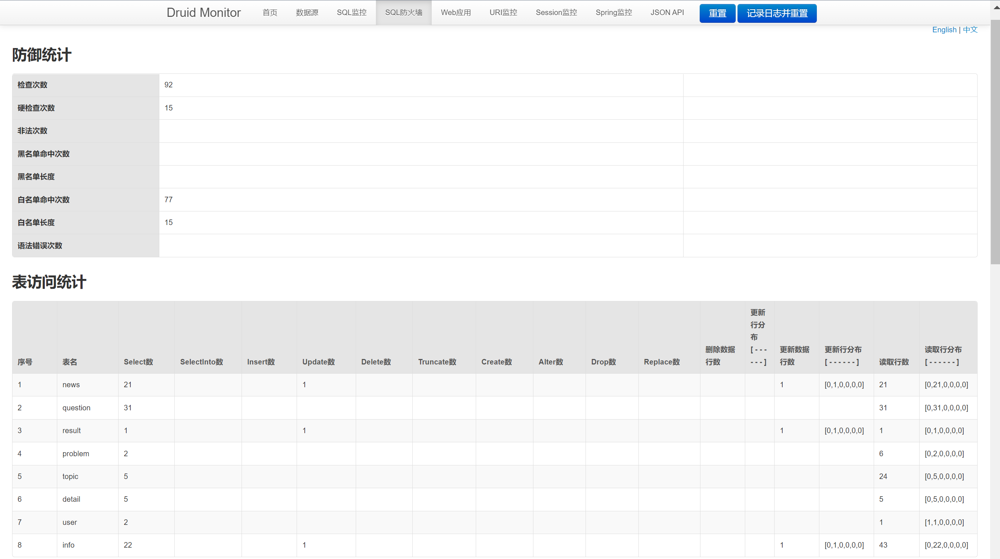 Druid Monitor 首页 数据源 SQL监控 SQL防火墙 Web应用 URI监控 Session监控 Spring监控 JSON API 重置 记录日志并重置
English | 中文
防御统计
检查次数 92
硬检查次数 15
非法次数
黑名单命中次数
黑名单长度
白名单命中次数 77
白名单长度 15
语法错误次数
表访问统计
序号 表名 Select数 SelectInto数 Insert数 Update数 Delete数 Truncate数 Create数 Alter数 Drop数 Replace数 删除数据行数 更新行分布 [ - - - - - - ] 更新数据行数 更新行分布 [ - - - - - - ] 读取行数 读取行分布 [ - - - - - - ]
1 news 21 1 1 [0,1,0,0,0,0] 21 [0,21,0,0,0,0]
2 question 31 31 [0,31,0,0,0,0]
3 result 1 1 1 [0,1,0,0,0,0] 1 [0,1,0,0,0,0]
4 problem 2 6 [0,2,0,0,0,0]
5 topic 5 24 [0,5,0,0,0,0]
6 detail 5 5 [0,5,0,0,0,0]
7 user 2 1 [1,1,0,0,0,0]
8 info 22 1 1 [0,1,0,0,0,0] 43 [0,22,0,0,0,0]